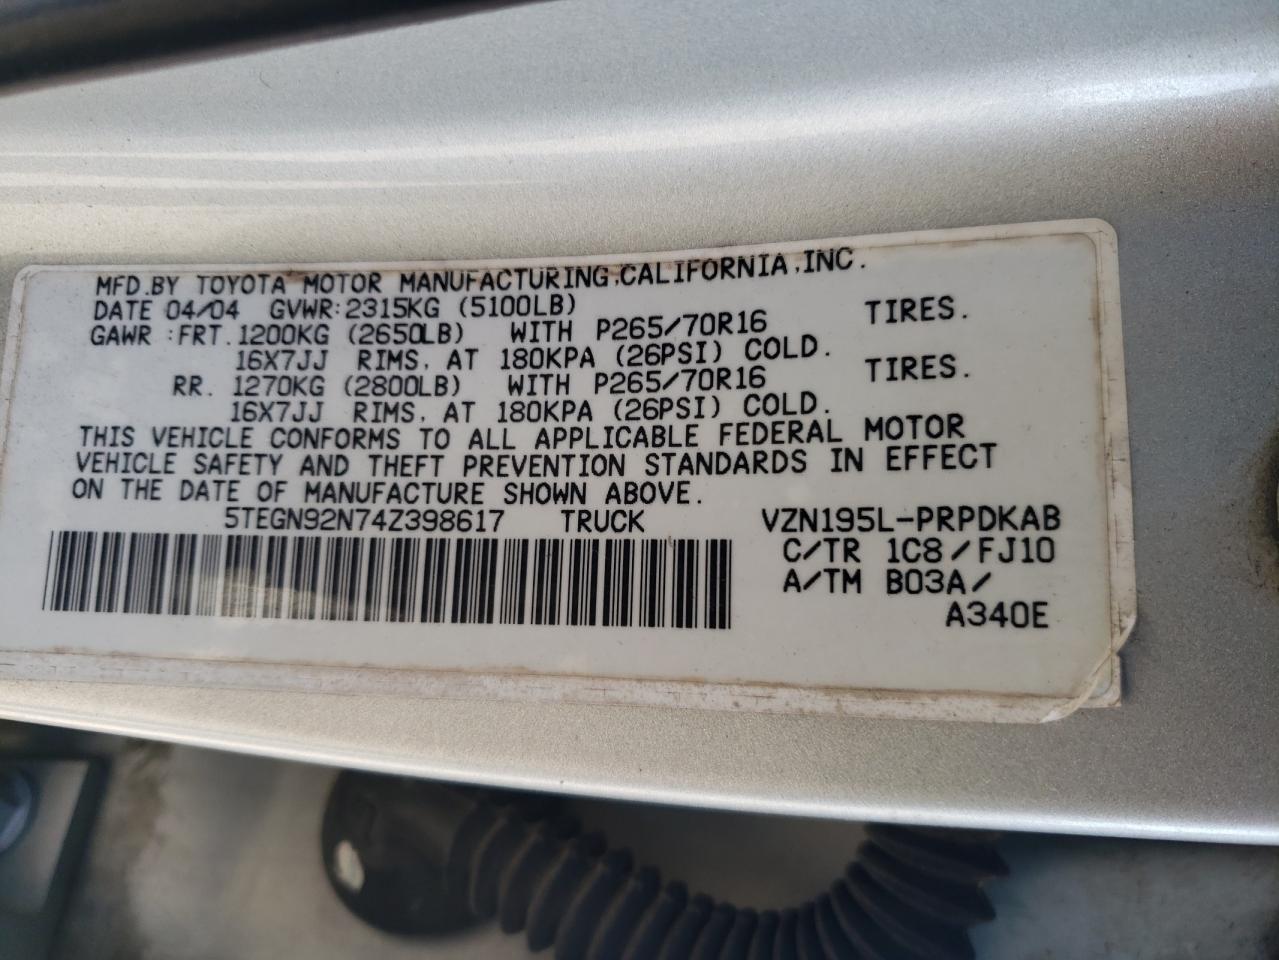 MFD.BY TOYOTA MOTOR MANUFACTURING,CALIFORNIA,INC.
DATE 04/04 GVWR:2315KG (5100LB)
GAWR :FRT. 1200KG (2650LB) WITH P265/70R16 TIRES.
16X7JJ RIMS, AT 180KPA (26PSI) COLD.
RR. 1270KG (2800LB) WITH P265/70R16 TIRES.
16X7JJ RIMS, AT 180KPA (26PSI) COLD.
THIS VEHICLE CONFORMS TO ALL APPLICABLE FEDERAL MOTOR
VEHICLE SAFETY AND THEFT PREVENTION STANDARDS IN EFFECT
ON THE DATE OF MANUFACTURE SHOWN ABOVE.
5TEGN92N74Z398617 TRUCK VZN195L-PRPDKAB
C/TR 1C8/FJ10
A/TM B03A/
A340E